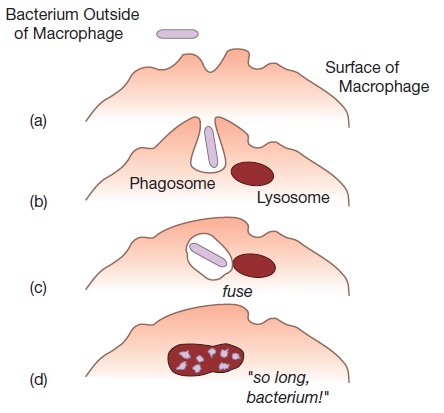 Bacterium Outside
of Macrophage
Surface of
Macrophage
(a)
Phagosome
Lysosome
(b)
(c)
fuse
(d)
"so long,
bacterium!"